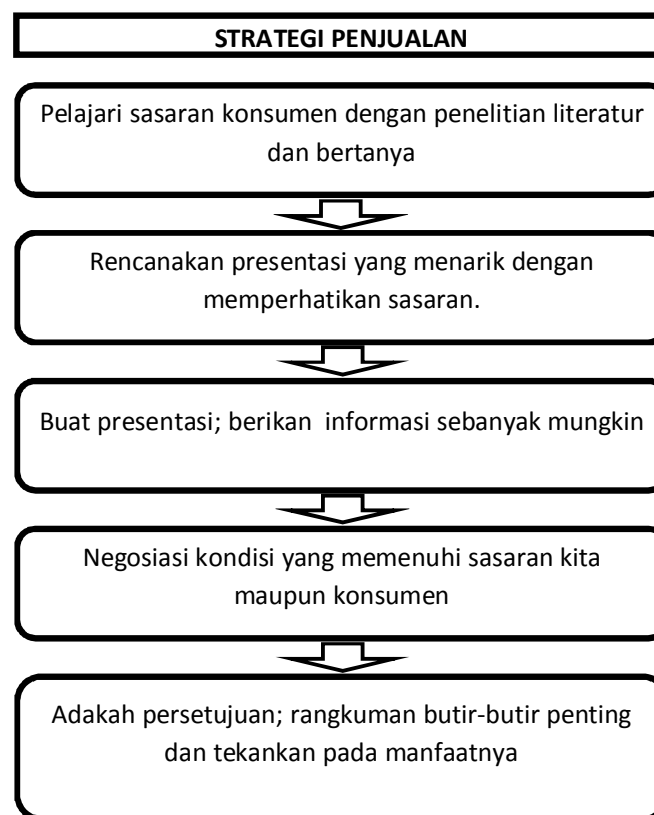 STRATEGI PENJUALAN
Pelajari sasaran konsumen dengan penelitian literatur
dan bertanya
Rencanakan presentasi yang menarik dengan
memperhatikan sasaran.
Buat presentasi; berikan  informasi sebanyak mungkin
Negosiasi kondisi yang memenuhi sasaran kita
maupun konsumen
Adakah persetujuan; rangkuman butir-butir penting
dan tekankan pada manfaatnya